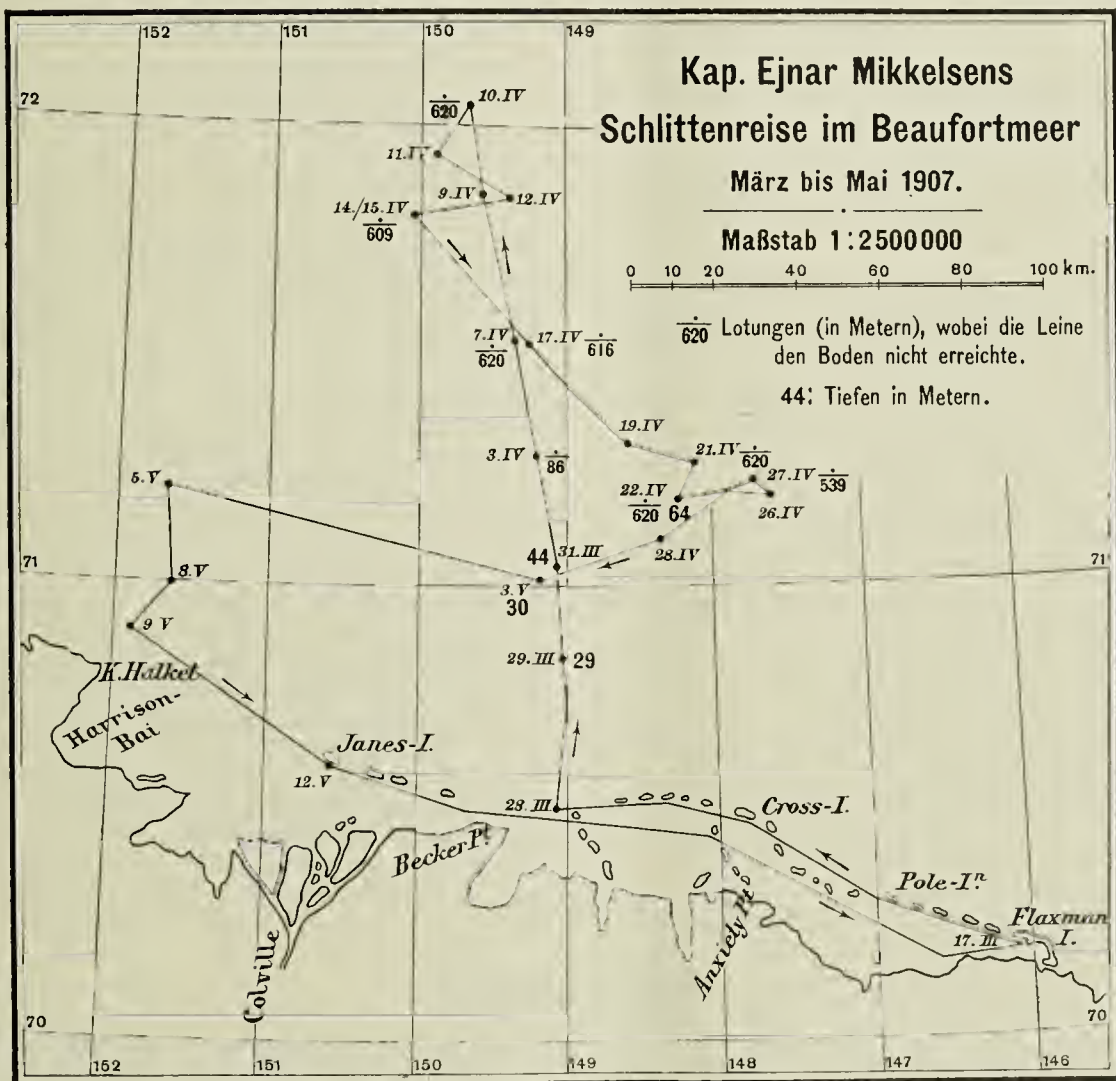 152
151
150
149
Kap. Ejnar Mikkelsens
Schlittenreise im Beaufortmeer
März bis Mai 1907.
Maßstab 1:2500000
0 10 20 40 60 80 100 km.
620 Lotungen (in Metern), wobei die Leine
den Boden nicht erreichte.
44: Tiefen in Metern.
72
620
10. IV
11. IV
9. IV
12. IV
14./15. IV
609
7. IV
620
17. IV 616
19. IV
3. IV
86
21. IV 620
27. IV 539
22. IV
620
64
26. IV
5. V
28. IV
44
31. III
71
71
8. V
3. V
30
9 V
29. III
29
K. Halket
Harrison-
Bai
Janes-I.
12. V
28. III
Cross-I.
Becker Pt.
Pole-Iⁿ
Flaxman
I.
17. III
Anxiely Pt
Colville
70
70
152
151
150
149
148
147
146